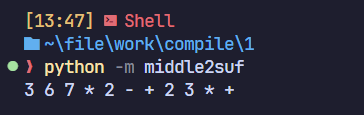 [13:47] Shell
~\file\work\compile\1
❯ python -m middle2suf
3 6 7 * 2 - + 2 3 * +